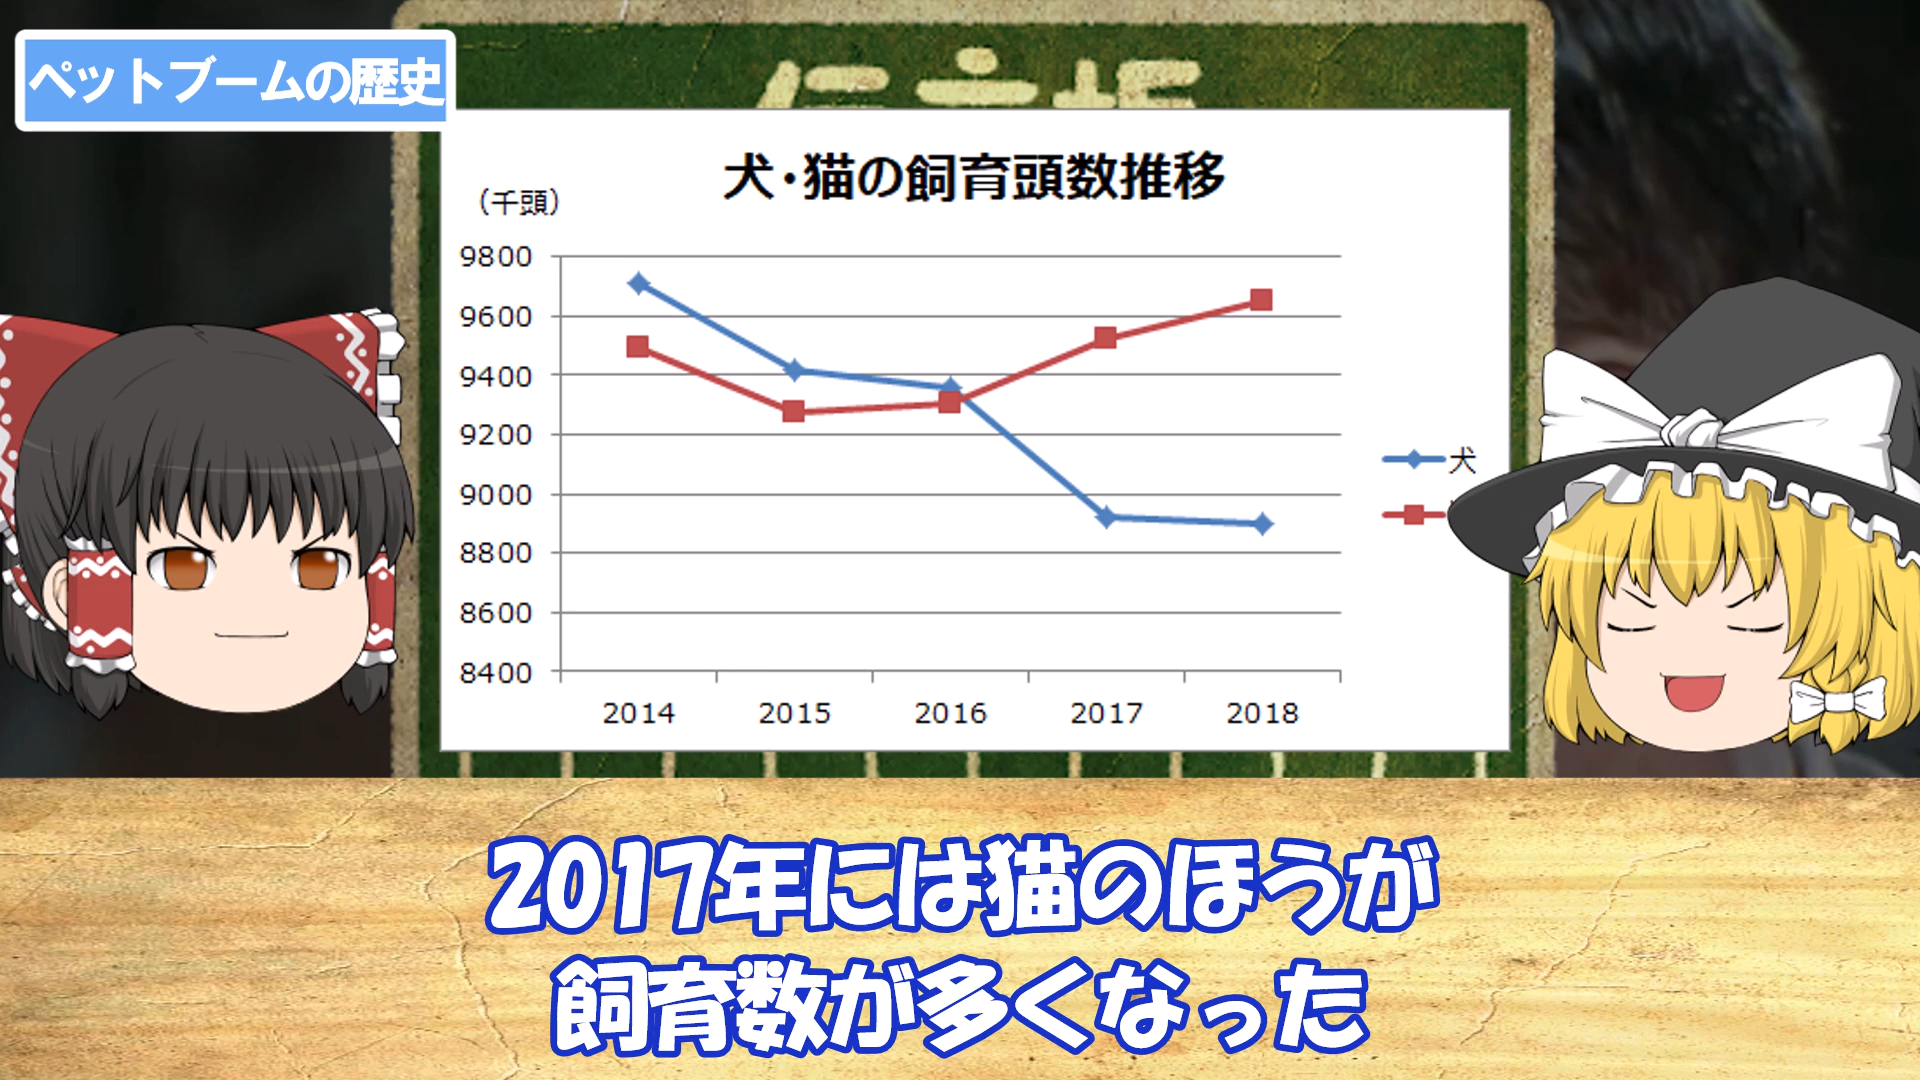 ペットブームの歴史
犬・猫の飼育頭数推移
（千頭）
9800
9600
9400
9200
9000
8800
8600
8400
2014 2015 2016 2017 2018
犬
2017年には猫のほうが
飼育数が多くなった